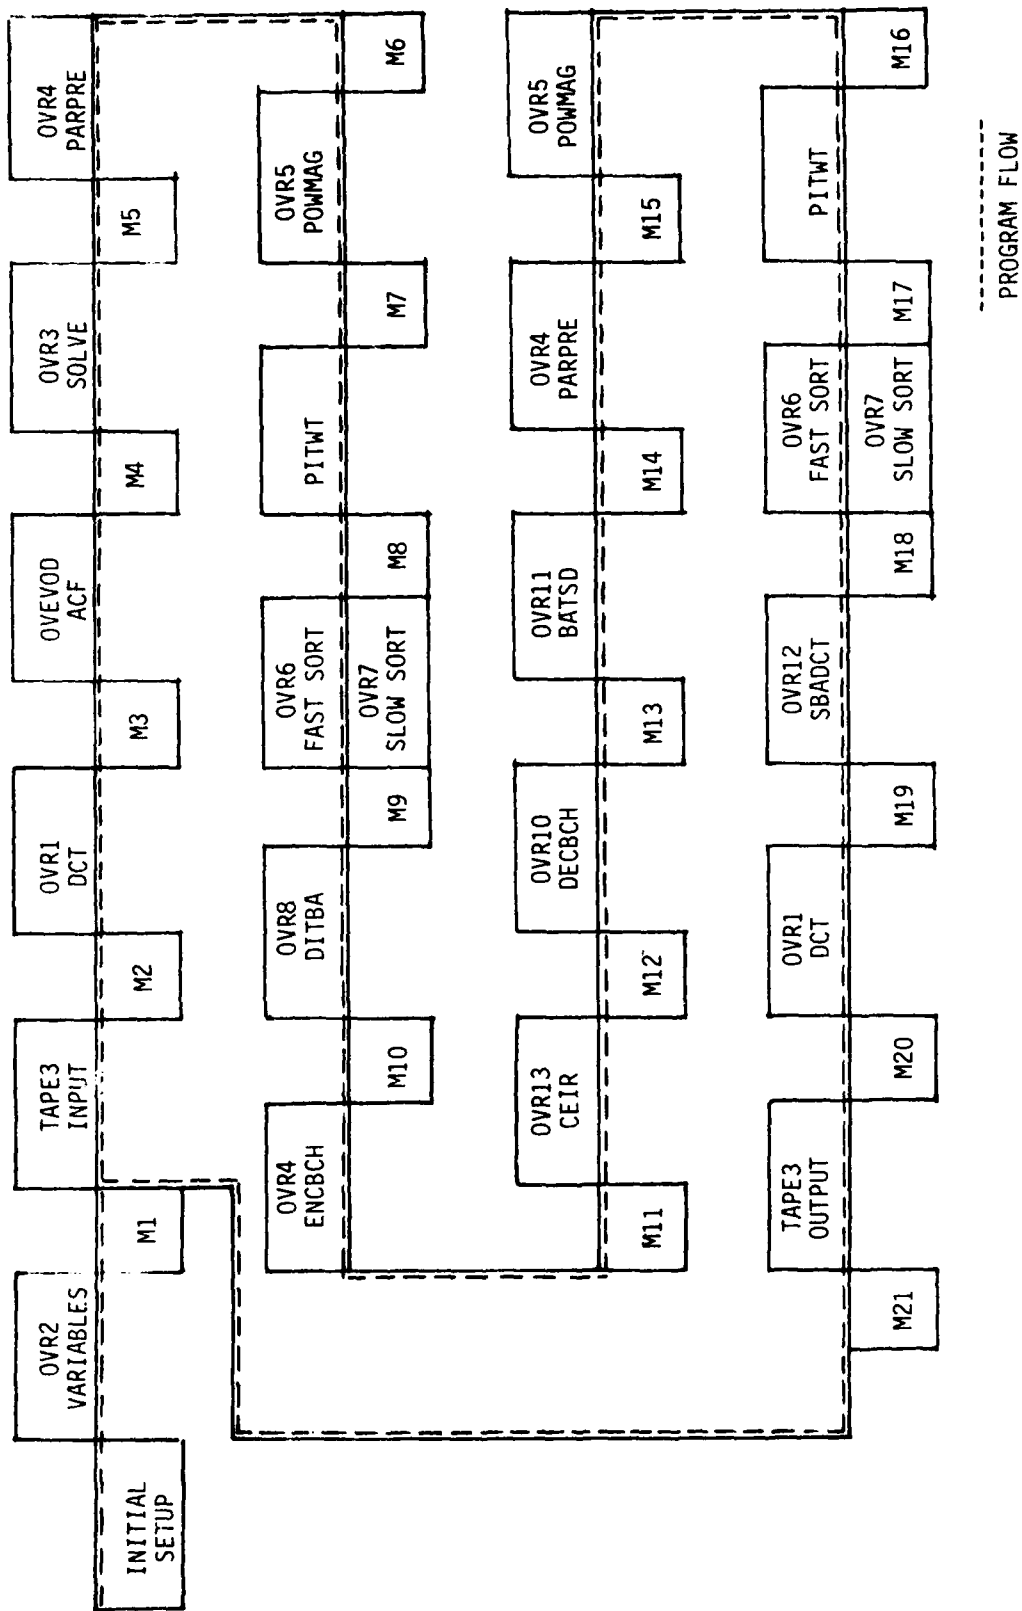 INITIAL
SETUP
OVR2
VARIABLES
M1
TAPE3
INPUT
M2
OVR1
DCT
M3
OVEVOD
ACF
M4
OVR3
SOLVE
M5
OVR4
PARPRE
OVR4
ENCBCH
M10
OVR8
DITBA
M9
OVR6
FAST SORT
OVR7
SLOW SORT
M8
PITWT
M7
OVR5
POWMAG
M6
M11
OVR13
CEIR
M12
OVR10
DECBCH
M13
OVR11
BATSD
M14
OVR4
PARPRE
M15
OVR5
POWMAG
M21
TAPE3
OUTPUT
M20
OVR1
DCT
M19
OVR12
SBADCT
M18
OVR6
FAST SORT
OVR7
SLOW SORT
M17
PITWT
M16
PROGRAM FLOW